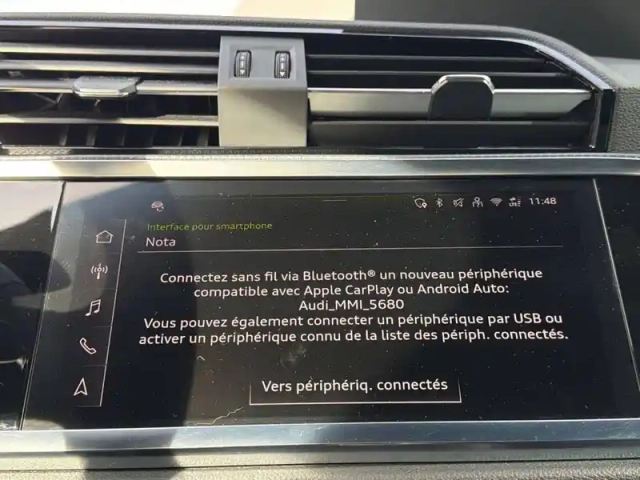 11:48
Interface pour smartphone
Nota
Connectez sans fil via Bluetooth® un nouveau périphérique
compatible avec Apple CarPlay ou Android Auto:
Audi_MMI_5680
Vous pouvez également connecter un périphérique par USB ou
activer un périphérique connu de la liste des périph. connectés.
Vers périphériq. connectés